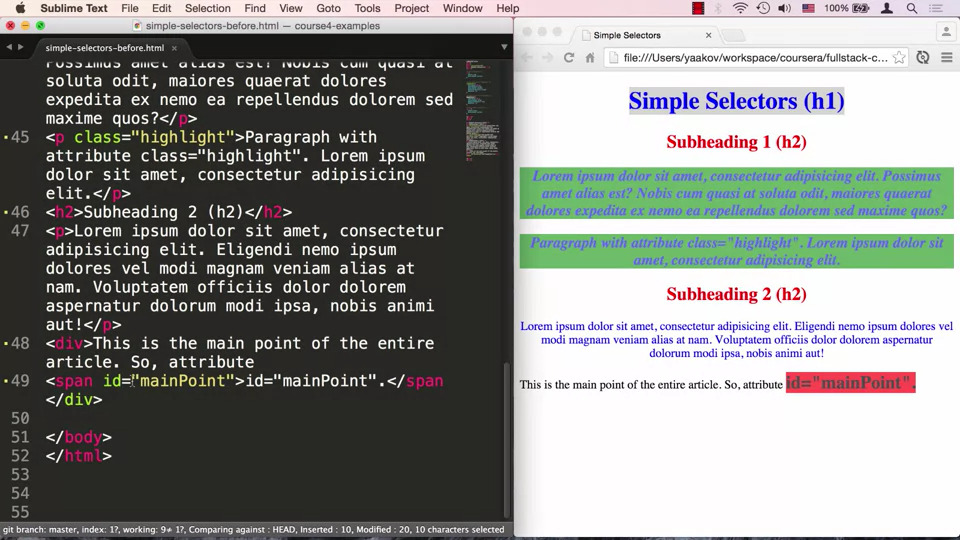 Sublime Text File Edit Selection Find View Goto Tools Project Window Help 100%
simple-selectors-before.html — course4-examples
simple-selectors-before.html ×
Possimus amet alias est? Nobis cum quasi at
soluta odit, maiores quaerat dolores
expedita ex nemo ea repellendus dolorem sed
maxime quos?</p>
45 <p class="highlight">Paragraph with
attribute class="highlight". Lorem ipsum
dolor sit amet, consectetur adipisicing
elit.</p>
46 <h2>Subheading 2 (h2)</h2>
47 <p>Lorem ipsum dolor sit amet, consectetur
adipisicing elit. Eligendi nemo ipsum
dolores vel modi magnam veniam alias at
nam. Voluptatem officiis dolor dolorem
aspernatur dolorum modi ipsa, nobis animi
aut!</p>
48 <div>This is the main point of the entire
article. So, attribute
49 <span id="mainPoint">id="mainPoint".</span
</div>
50
51 </body>
52 </html>
53
54
55
git branch: master, index: 1?, working: 9≠ 1?, Comparing against : HEAD, Inserted : 10, Modified : 20, 10 characters selected
Simple Selectors ×
file:///Users/yaakov/workspace/coursera/fullstack-c...
Simple Selectors (h1)
Subheading 1 (h2)
Lorem ipsum dolor sit amet, consectetur adipisicing elit. Possimus
amet alias est? Nobis cum quasi at soluta odit, maiores quaerat
dolores expedita ex nemo ea repellendus dolorem sed maxime quos?
Paragraph with attribute class="highlight". Lorem ipsum dolor sit
amet, consectetur adipisicing elit.
Subheading 2 (h2)
Lorem ipsum dolor sit amet, consectetur adipisicing elit. Eligendi nemo ipsum dolores vel
modi magnam veniam alias at nam. Voluptatem officiis dolor dolorem aspernatur dolorum
modi ipsa, nobis animi aut!
This is the main point of the entire article. So, attribute id="mainPoint".